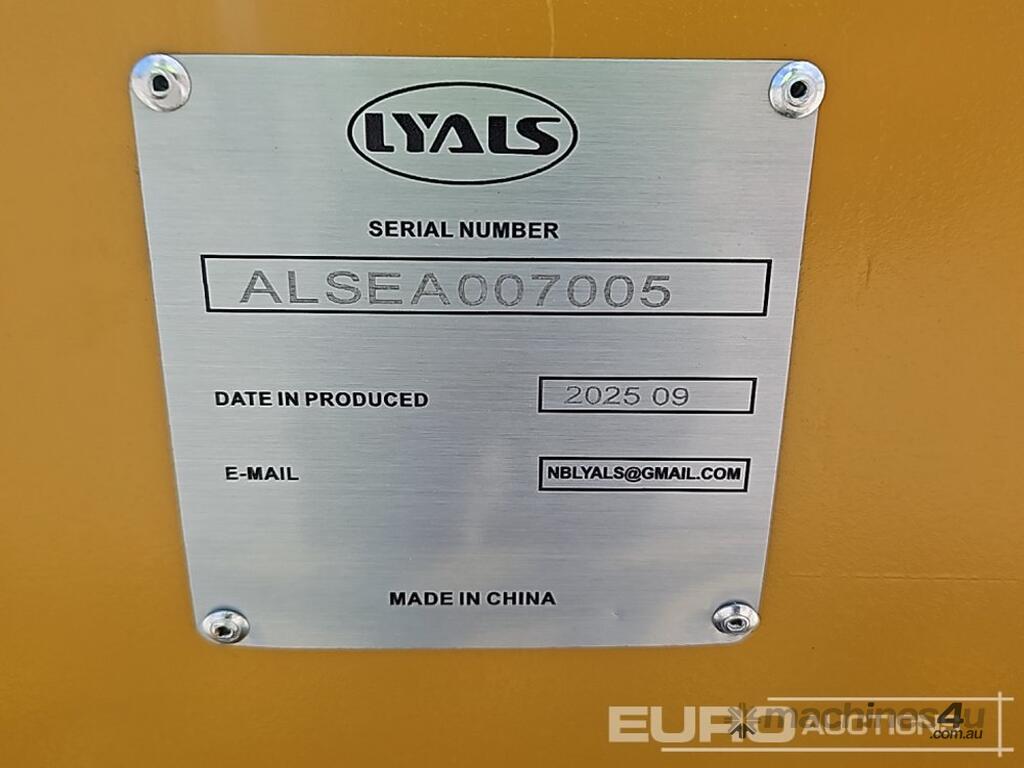 LYALS
SERIAL NUMBER
ALSEA007005
DATE IN PRODUCED 2025 09
E-MAIL NBLYALS@GMAIL.COM
MADE IN CHINA
EURO AUCTIONS
machines4u
.com.au